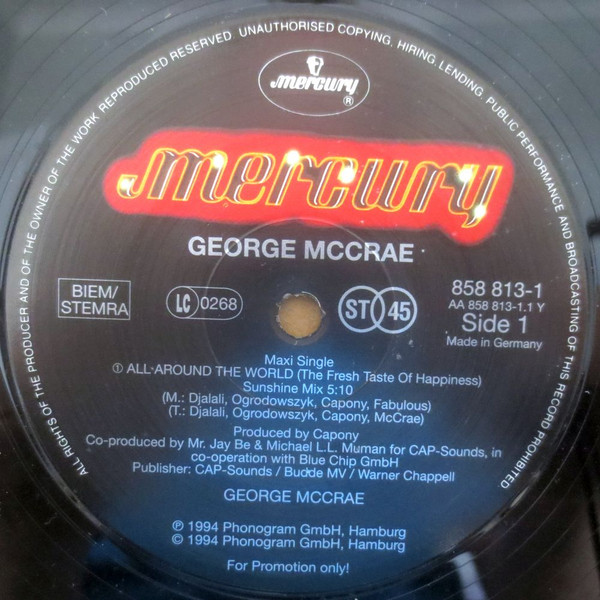 ALL RIGHTS OF THE PRODUCER AND OF THE OWNER OF THE WORK REPRODUCED RESERVED. UNAUTHORISED COPYING, HIRING, LENDING, PUBLIC PERFORMANCE AND BROADCASTING OF THIS RECORD PROHIBITED
mercury
®
mercury
GEORGE MCCRAE
BIEM/
STEMRA
LC 0268
ST 45
858 813-1
AA 858 813-1.1 Y
Side 1
Made in Germany
Maxi Single
① ALL AROUND THE WORLD (The Fresh Taste Of Happiness)
Sunshine Mix 5:10
(M.: Djalali, Ogrodowszyk, Capony, Fabulous)
(T.: Djalali, Ogrodowszyk, Capony, McCrae)
Produced by Capony
Co-produced by Mr. Jay Be & Michael L.L. Muman for CAP-Sounds, in
co-operation with Blue Chip GmbH
Publisher: CAP-Sounds / Budde MV / Warner Chappell
GEORGE MCCRAE
℗ 1994 Phonogram GmbH, Hamburg
© 1994 Phonogram GmbH, Hamburg
For Promotion only!